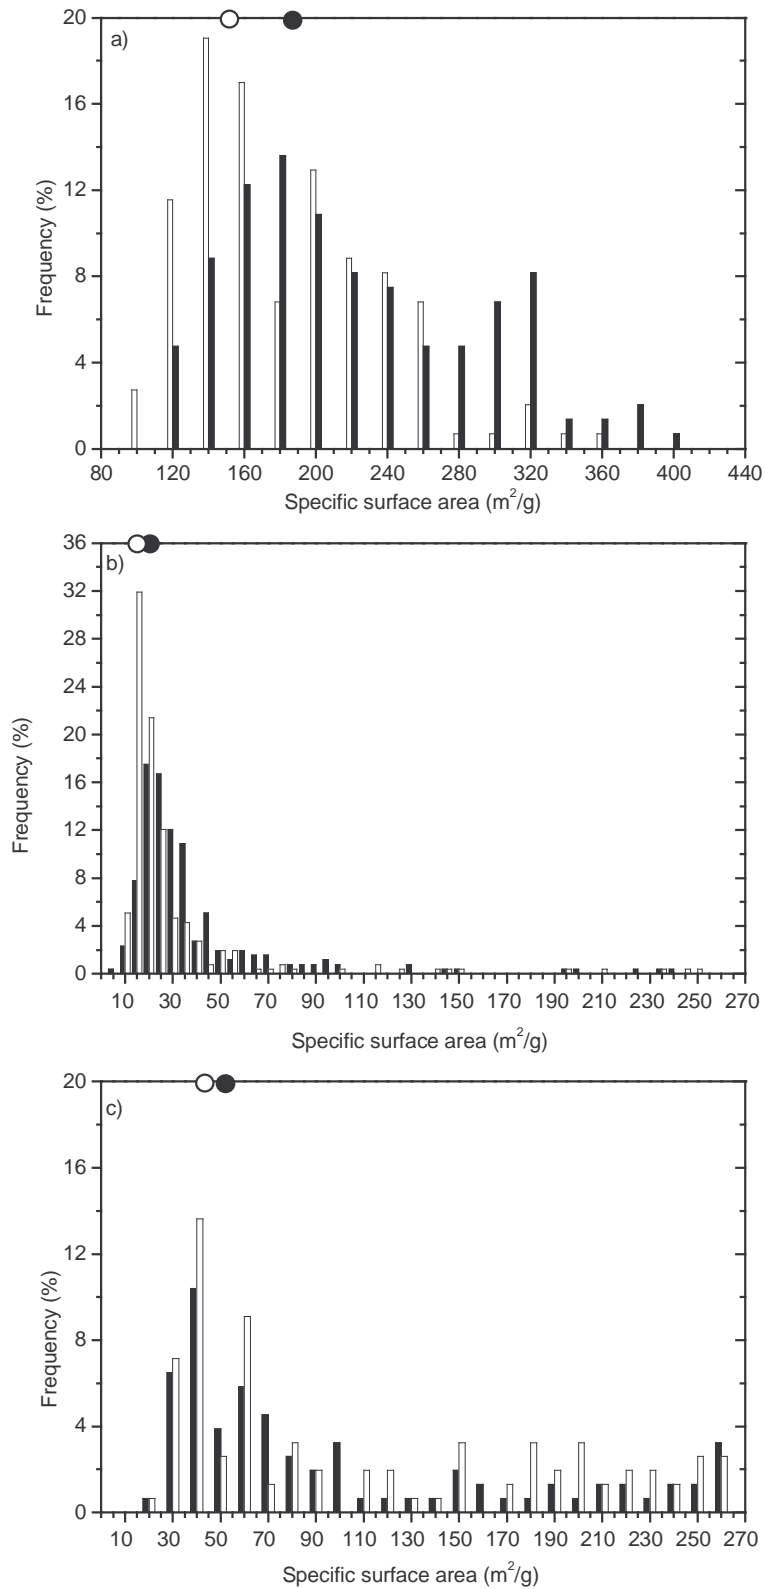 20
a)
16
12
8
4
0
Frequency (%)
80 120 160 200 240 280 320 360 400 440
Specific surface area (m²/g)
36
b)
32
28
24
20
16
12
8
4
0
Frequency (%)
10 30 50 70 90 110 130 150 170 190 210 230 250 270
Specific surface area (m²/g)
20
c)
16
12
8
4
0
Frequency (%)
10 30 50 70 90 110 130 150 170 190 210 230 250 270
Specific surface area (m²/g)